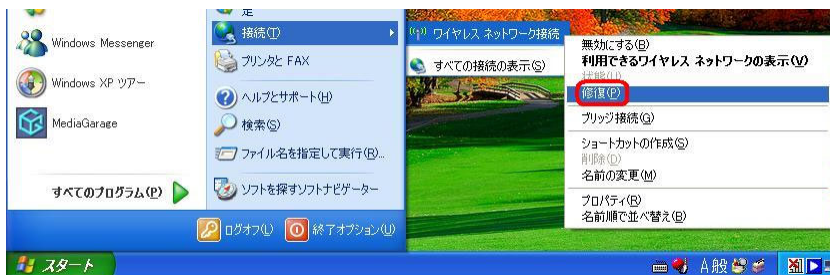 Windows Messenger
Windows XP ツアー
MediaGarage
すべてのプログラム(P)
定
接続(T)
プリンタと FAX
ヘルプとサポート(H)
検索(S)
ファイル名を指定して実行(R)...
ソフトを探すソフトナビゲーター
ログオフ(L)
終了オプション(U)
ワイヤレス ネットワーク接続
すべての接続の表示(S)
無効にする(B)
利用できるワイヤレス ネットワークの表示(V)
状態(U)
修復(P)
ブリッジ接続(G)
ショートカットの作成(S)
削除(D)
名前の変更(M)
プロパティ(R)
名前順で並べ替え(E)
スタート
A般